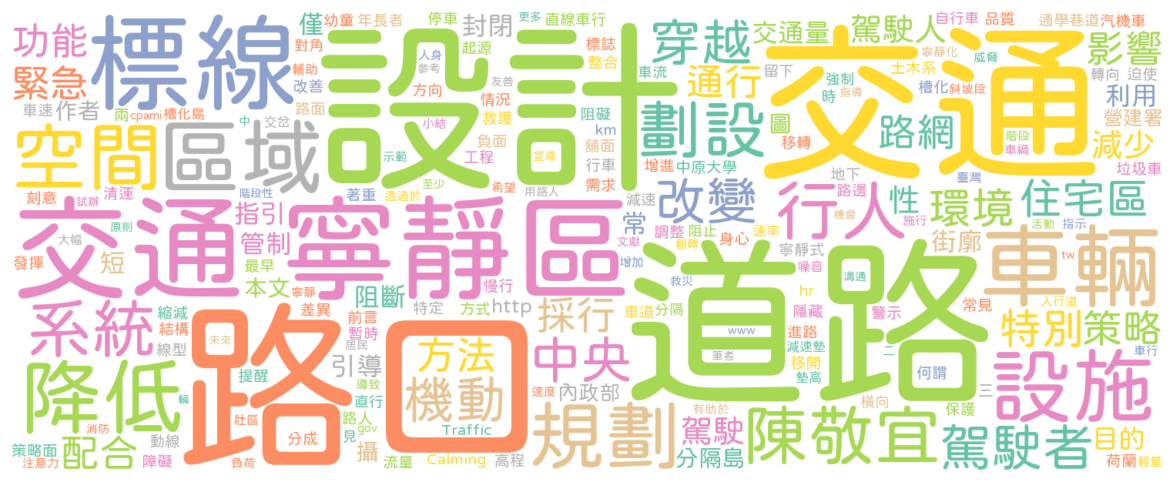 功能 標線 設計 交通 穿越 交通量 駕駛人 影響
僅 幼童 年長者 停車 直線車行 更多 自行車 品質 通學巷道 汽機車
封閉 對角 起源 人身 友善 標誌 整合 寧靜化 威脅
緊急 輔助 參考 車流 通行 留下 土木系 轉向 迫使
車速 作者 兩 cpami 槽化島 改善 路面 方向 情況 阻礙 強制 時 指導 槽化 斜坡段 利用
空間 區域 中 交岔 小結 救護 km 劃設 圖 路網 營建署
負面 鋪面 移轉 階段 車禍 減少
示範 宣導 工程 行車 增進 中原大學 臺灣 垃圾車
刻意 清運 階段性 著重 透過於 至少 希望 用路人 需求 地下 路邊
交通 寧靜區 試辦 原則 指引 減速 改變 行人 性 環境 住宅區
常 機會 施行 活動 指示
大幅 管制 文獻 調整 阻止 身心 速率 街廓 車輛
發揮 短 最早 本文 慢行 增加 翻轉 寧靜式 噪音 溝通 tw
寧靜 差異 阻斷 特定 方式 http 救災 hr 道路 常見 人行道
系統 縮減 結構 前言 暫時 採行 車道 分隔 隱藏 警示 特別 策略
線型 路口 未來 居民 方法 www 進路 二 車行
提醒 引導 中央 筆者 減速墊 移開 何謂
降低 輛 導致 直行 機動 速度 內政部 墊高 橫向 三 設施
社區 路人 gov 見 Traffic 規劃 有助於 保護
消防 分成 駕駛 陳敬宜 駕駛者 目的
策略面 配合 動線 攝 分隔島
注意力 障礙 負荷 流量 Calming 高程 荷蘭 輕量